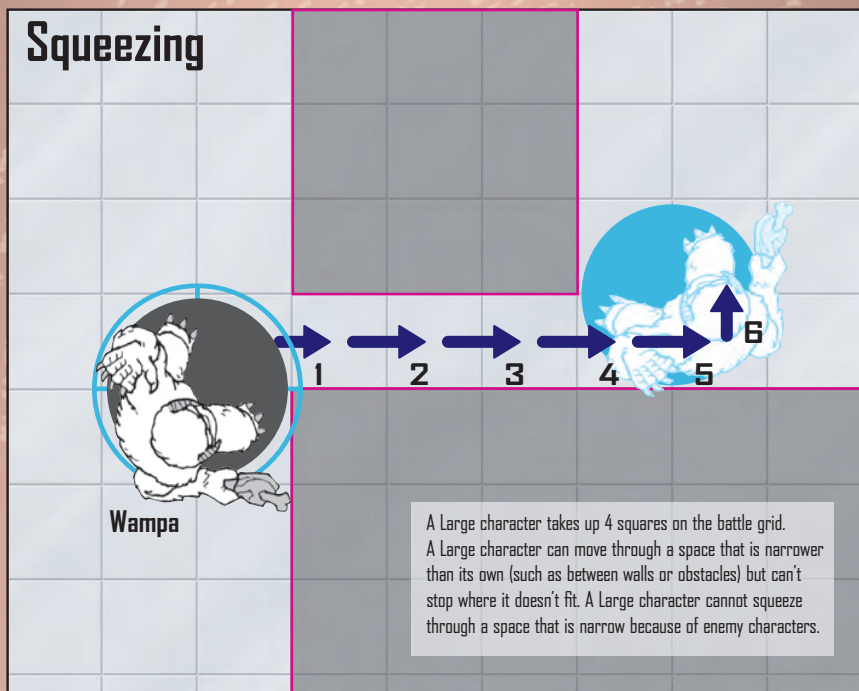 Squeezing
1
2
3
4
5
6
Wampa
A Large character takes up 4 squares on the battle grid.
A Large character can move through a space that is narrower
than its own (such as between walls or obstacles) but can't
stop where it doesn't fit. A Large character cannot squeeze
through a space that is narrow because of enemy characters.